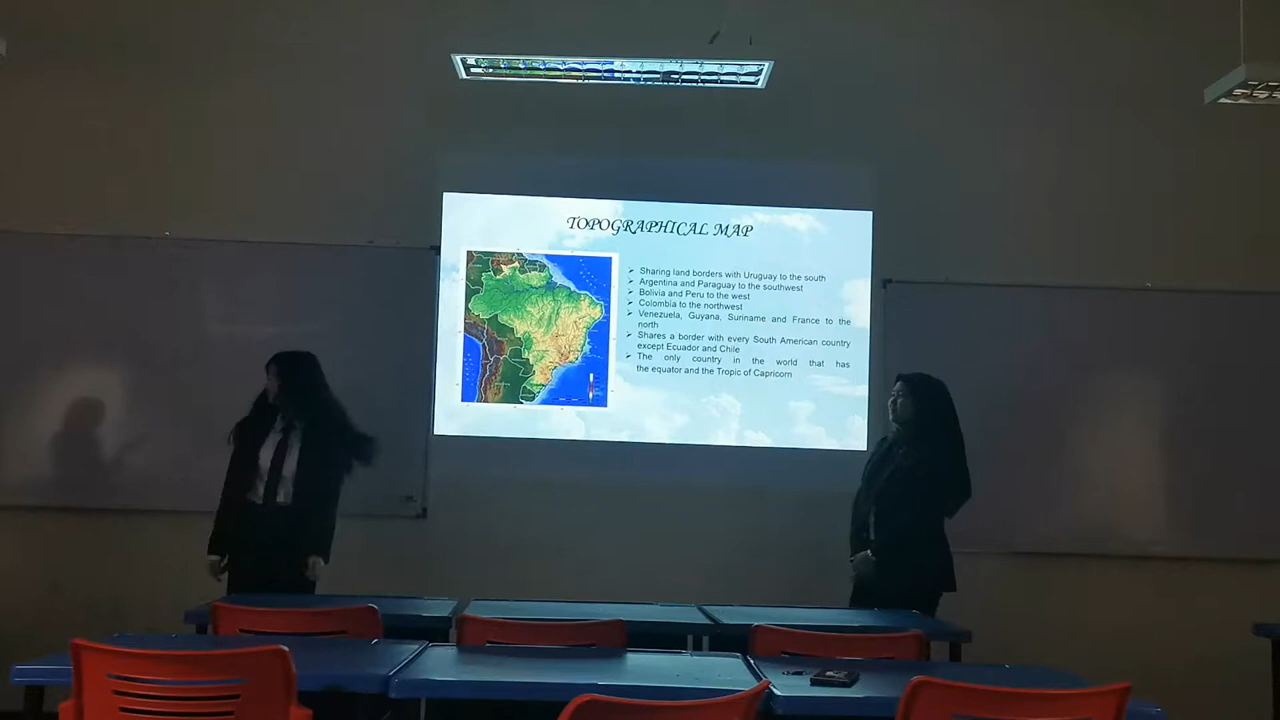 TOPOGRAPHICAL MAP
Sharing land borders with Uruguay to the south
Argentina and Paraguay to the southwest
Bolivia and Peru to the west
Colombia to the northwest
Venezuela, Guyana, Suriname and France to the
north
Shares a border with every South American country
except Ecuador and Chile
The only country in the world that has
the equator and the Tropic of Capricorn